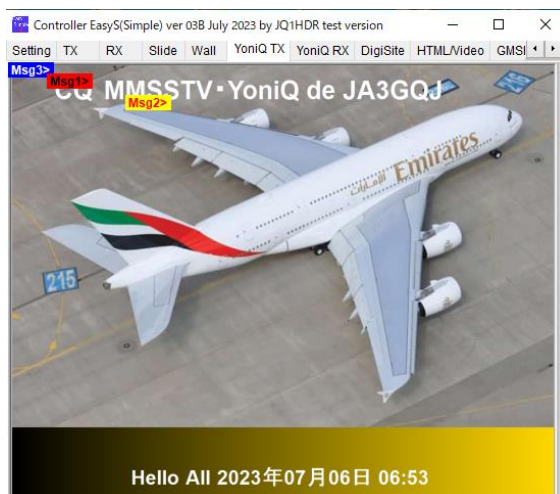 Controller EasyS(Simple) ver 03B July 2023 by JQ1HDR test version
Setting TX RX Slide Wall YoniQ TX YoniQ RX DigiSite HTML/Video GMSI
Msg3>
Msg1>
CQ MMSSTV・YoniQ de JA3GQJ
Msg2>
Emirates
الإمارات
215
Hello All 2023年07月06日 06:53